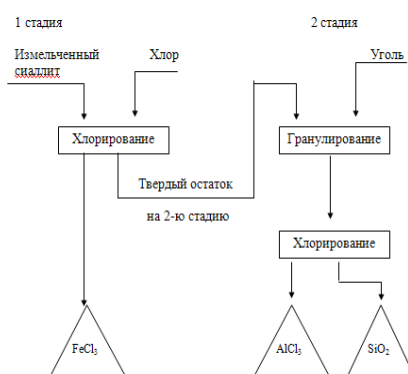 1 стадия
2 стадия
Измельченный
сиаллит
Хлор
Уголь
Хлорирование
Гранулирование
Твердый остаток
на 2-ю стадию
Хлорирование
FeCl₃
AlCl₃
SiO₂